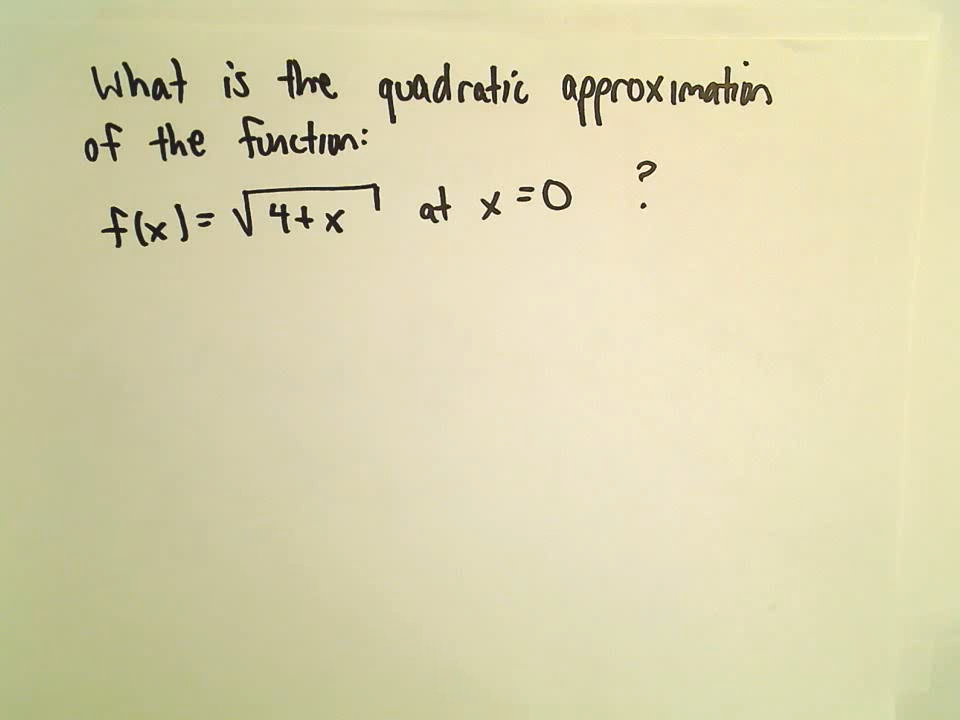 What is the quadratic approximation
of the function:
f(x) = √4+x at x = 0 ?